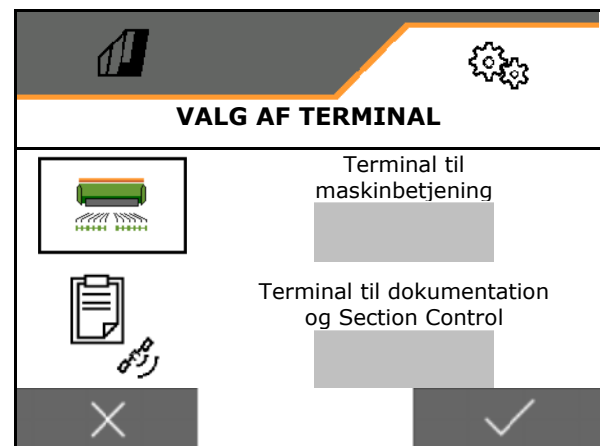 VALG AF TERMINAL
Terminal til
maskinbetjening
Terminal til dokumentation
og Section Control